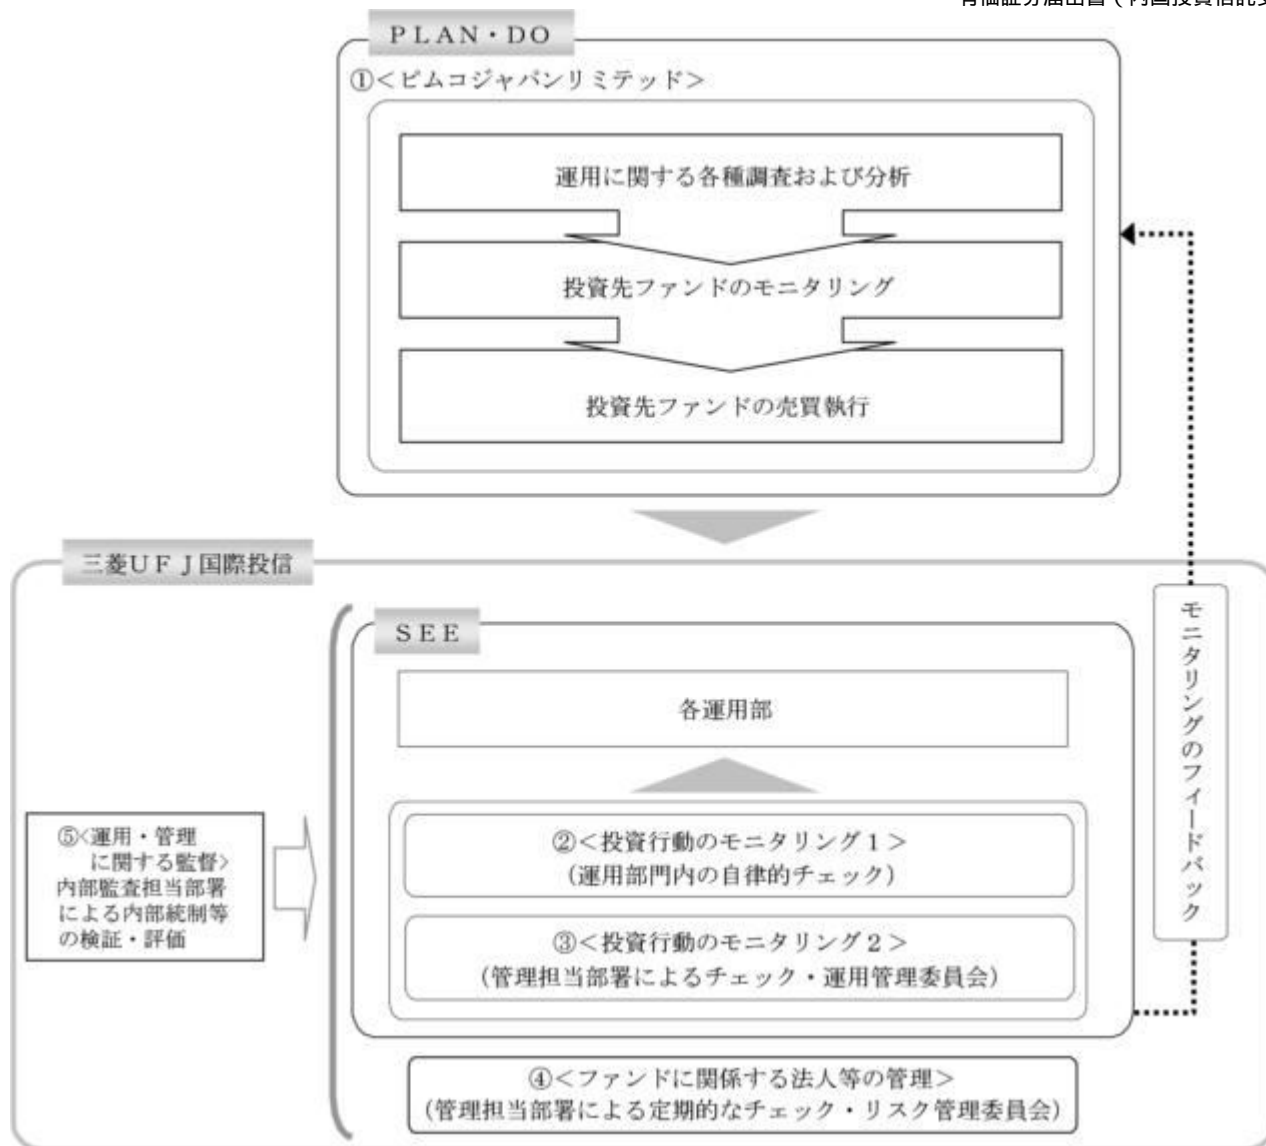 ＰＬＡＮ・ＤＯ
①＜ピムコジャパンリミテッド＞
運用に関する各種調査および分析
投資先ファンドのモニタリング
投資先ファンドの売買執行
三菱ＵＦＪ国際投信
ＳＥＥ
各運用部
②＜投資行動のモニタリング１＞
（運用部門内の自律的チェック）
③＜投資行動のモニタリング２＞
（管理担当部署によるチェック・運用管理委員会）
④＜ファンドに関係する法人等の管理＞
（管理担当部署による定期的なチェック・リスク管理委員会）
⑤＜運用・管理
に関する監督＞
内部監査担当部署
による内部統制等
の検証・評価
モニタリングのフィードバック